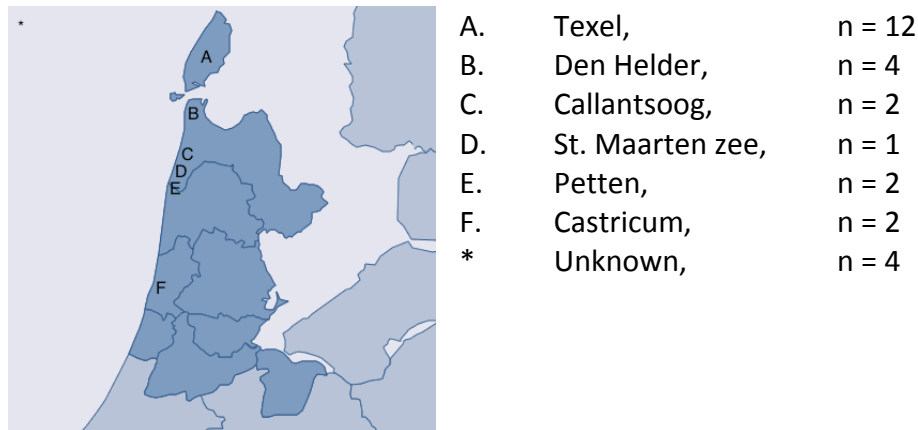 *
A
B
C
D
E
F
A. Texel, n = 12
B. Den Helder, n = 4
C. Callantsoog, n = 2
D. St. Maarten zee, n = 1
E. Petten, n = 2
F. Castricum, n = 2
* Unknown, n = 4